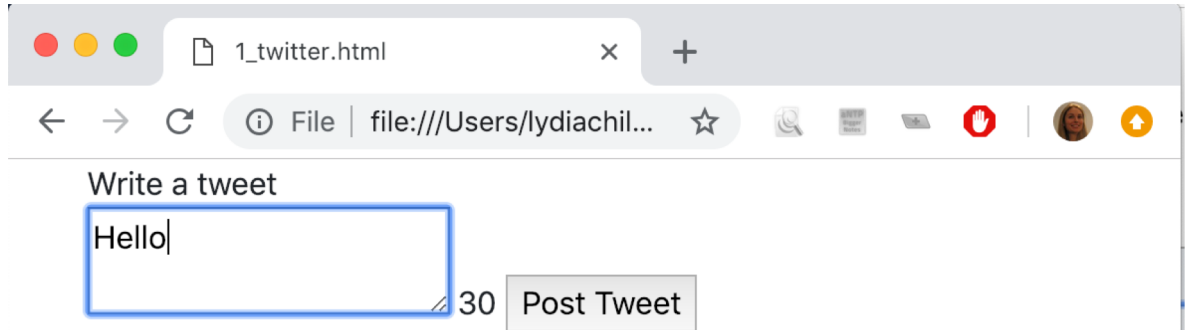 1_twitter.html
File file:///Users/lydiachil...
Write a tweet
Hello
30 Post Tweet